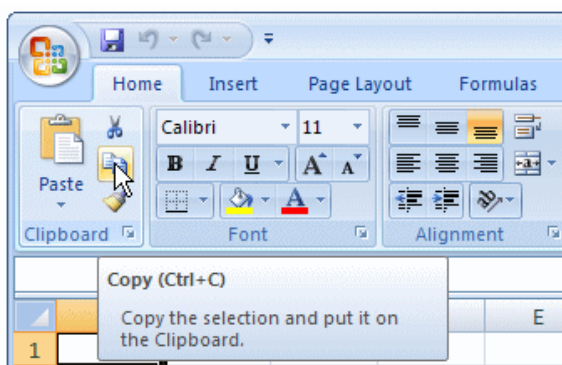 Home Insert Page Layout Formulas
Calibri 11
B I U A A
Paste
A
Clipboard Font Alignment
Copy (Ctrl+C)
Copy the selection and put it on
the Clipboard.
E
1